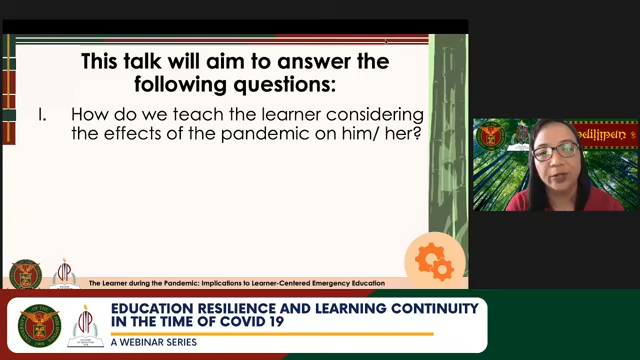 This talk will aim to answer the
following questions:
I. How do we teach the learner considering
the effects of the pandemic on him/ her?
The Learner during the Pandemic: Implications to Learner-Centered Emergency Education
EDUCATION RESILIENCE AND LEARNING CONTINUITY
IN THE TIME OF COVID 19
A WEBINAR SERIES